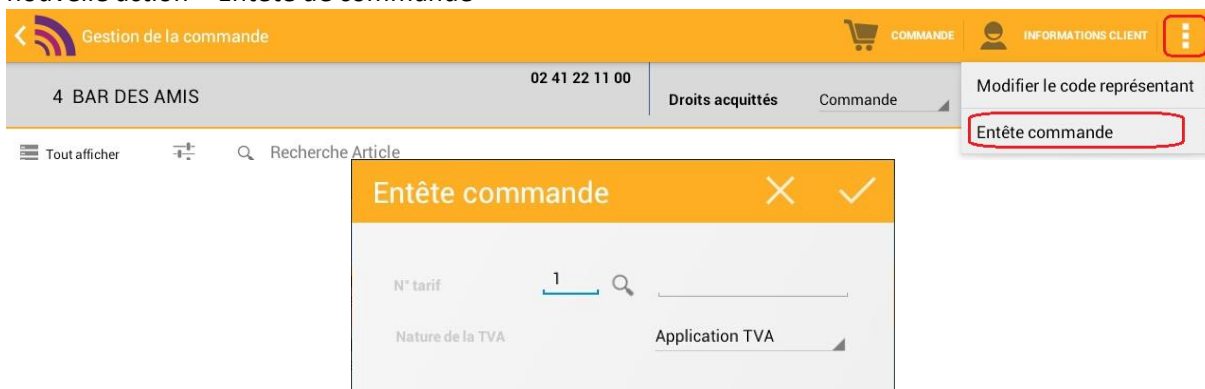 Gestion de la commande COMMANDE INFORMATIONS CLIENT
4 BAR DES AMIS 02 41 22 11 00 Droits acquittés Commande
Modifier le code représentant
Entête commande
Tout afficher Recherche Article
Entête commande
N° tarif 1
Nature de la TVA Application TVA